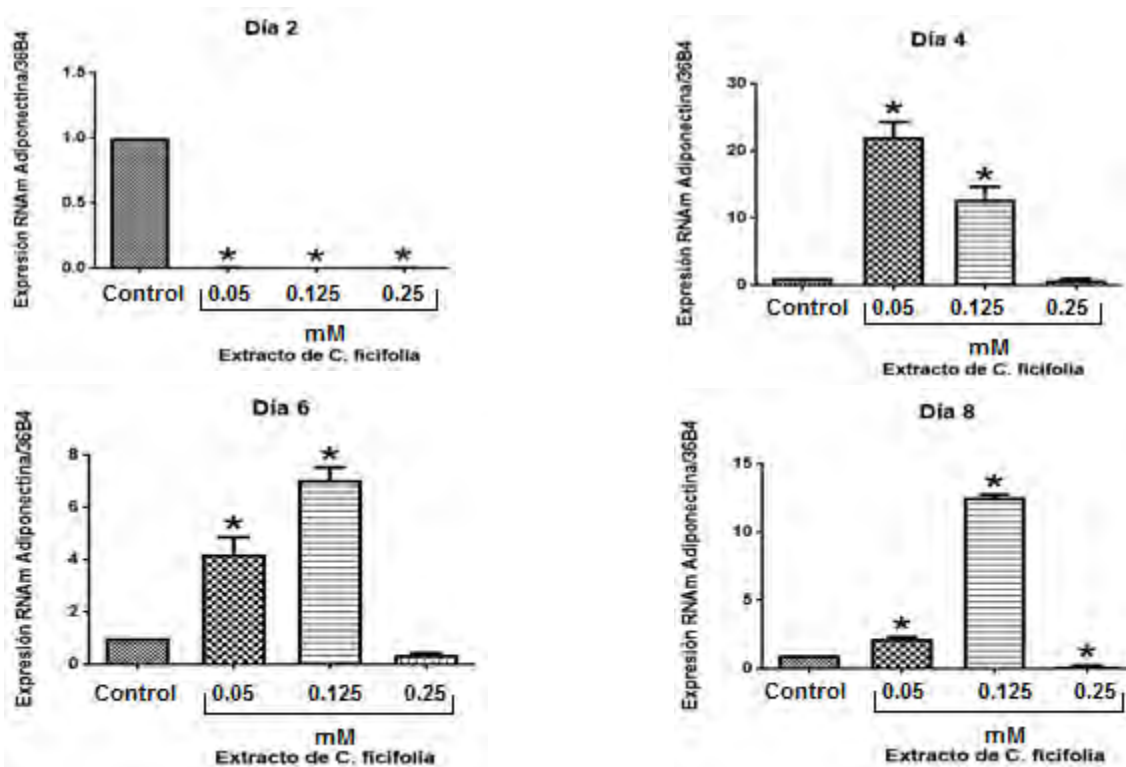 Día 2
Expresión RNAm Adiponectina/36B4
1.5
1.0
0.5
0.0
* * *
Control 0.05 0.125 0.25
mM
Extracto de C. ficifolia
Día 4
Expresión RNAm Adiponectina/36B4
30
20
10
0
*
*
Control 0.05 0.125 0.25
mM
Extracto de C. ficifolia
Día 6
Expresión RNAm Adiponectina/36B4
8
6
4
2
0
*
*
Control 0.05 0.125 0.25
mM
Extracto de C. ficifolia
Día 8
Expresión RNAm Adiponectina/36B4
15
10
5
0
*
*
*
Control 0.05 0.125 0.25
mM
Extracto de C. ficifolia